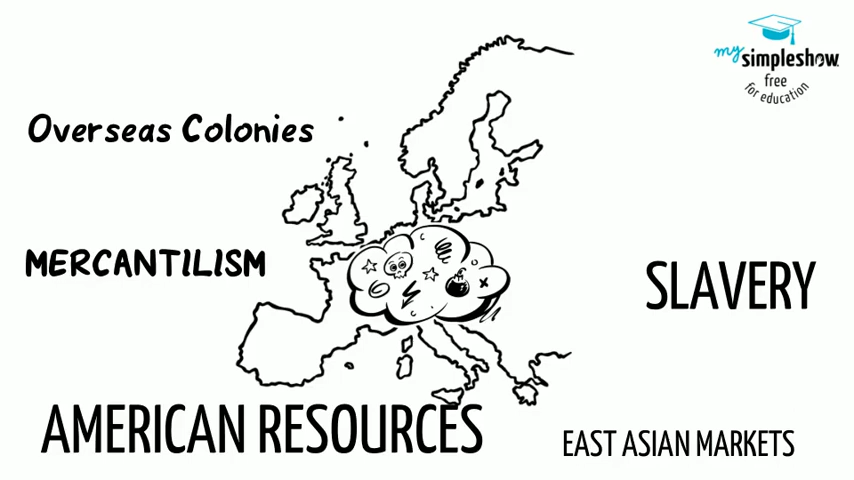 my
simpleshow
free
for education
Overseas Colonies
MERCANTILISM
SLAVERY
AMERICAN RESOURCES
EAST ASIAN MARKETS